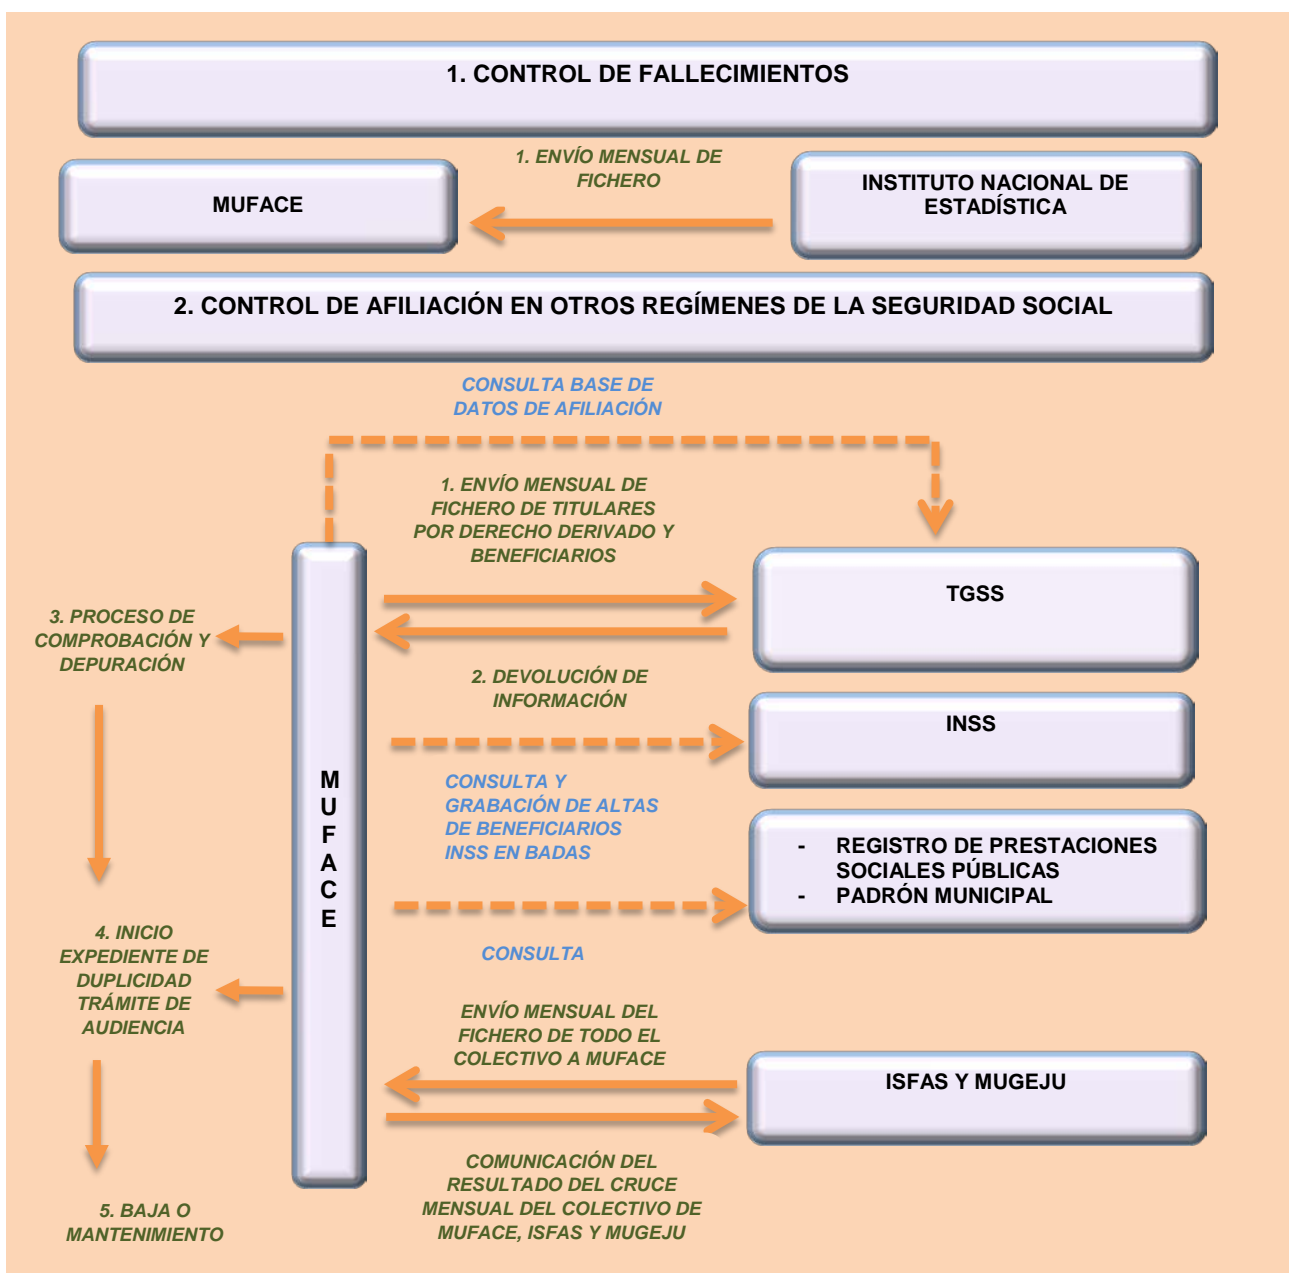 1. CONTROL DE FALLECIMIENTOS
1. ENVÍO MENSUAL DE
FICHERO
MUFACE
INSTITUTO NACIONAL DE
ESTADÍSTICA
2. CONTROL DE AFILIACIÓN EN OTROS REGÍMENES DE LA SEGURIDAD SOCIAL
CONSULTA BASE DE
DATOS DE AFILIACIÓN
1. ENVÍO MENSUAL DE
FICHERO DE TITULARES
POR DERECHO DERIVADO Y
BENEFICIARIOS
TGSS
3. PROCESO DE
COMPROBACIÓN Y
DEPURACIÓN
2. DEVOLUCIÓN DE
INFORMACIÓN
INSS
M
U
F
A
C
E
CONSULTA Y
GRABACIÓN DE ALTAS
DE BENEFICIARIOS
INSS EN BADAS
- REGISTRO DE PRESTACIONES
SOCIALES PÚBLICAS
- PADRÓN MUNICIPAL
CONSULTA
4. INICIO
EXPEDIENTE DE
DUPLICIDAD
TRÁMITE DE
AUDIENCIA
ENVÍO MENSUAL DEL
FICHERO DE TODO EL
COLECTIVO A MUFACE
ISFAS Y MUGEJU
COMUNICACIÓN DEL
RESULTADO DEL CRUCE
MENSUAL DEL COLECTIVO DE
MUFACE, ISFAS Y MUGEJU
5. BAJA O
MANTENIMIENTO